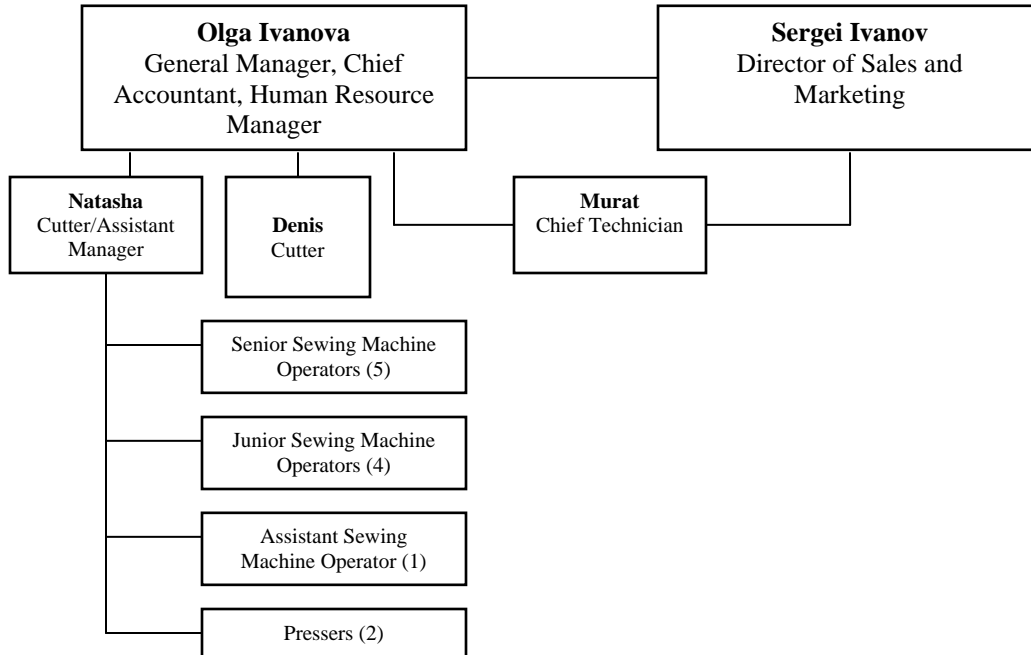 Olga Ivanova
General Manager, Chief
Accountant, Human Resource
Manager
Sergei Ivanov
Director of Sales and
Marketing
Natasha
Cutter/Assistant
Manager
Denis
Cutter
Murat
Chief Technician
Senior Sewing Machine
Operators (5)
Junior Sewing Machine
Operators (4)
Assistant Sewing
Machine Operator (1)
Pressers (2)